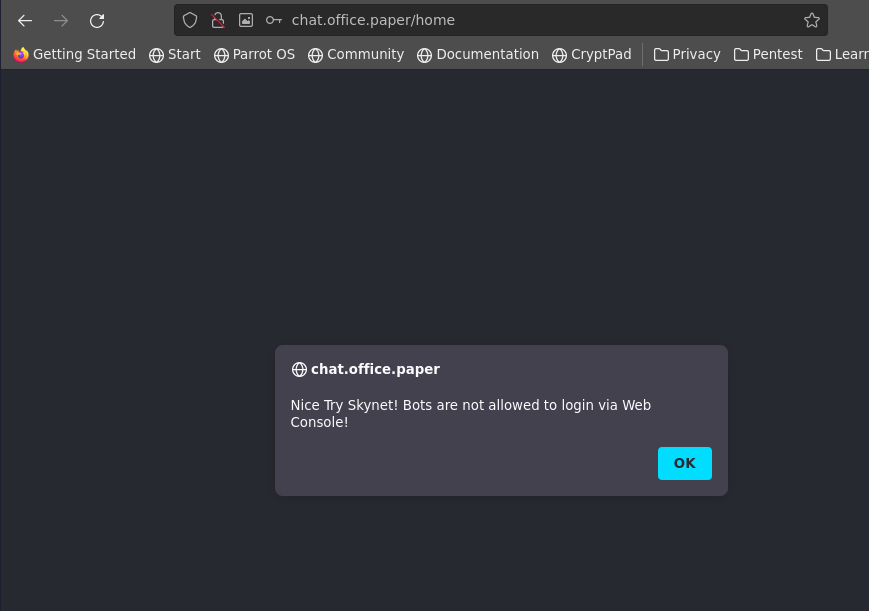 chat.office.paper/home
Getting Started Start Parrot OS Community Documentation CryptPad Privacy Pentest Learn
chat.office.paper
Nice Try Skynet! Bots are not allowed to login via Web
Console!
OK